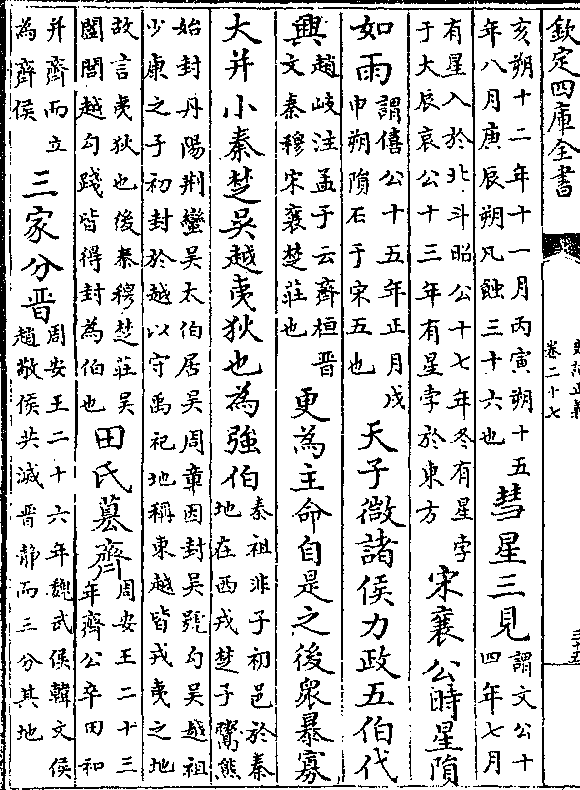 欽定四庫全書
卷二十七
亥朔十二年十一月丙寅朔十五
年八月庚辰朔凡蝕三十六也
彗星三見
謂文公十
四年七月
有星入於北斗昭公十七年冬有星孛
于大辰哀公十三年有星孛於東方
宋襄公時星隕
如雨
謂僖公十五年正月戊
申朔隕石于宋五也
天子微諸侯力政五伯代
興
趙岐注孟子云齊桓晋
文秦穆宋襄楚莊也
更為主命自是之後衆暴寡
大并小秦楚吳越夷狄也為強伯
秦祖非子初邑於秦
地在西戎楚子鬻熊
始封丹陽荆蠻吳太伯居吳周章因封吳號勾吳越祖
少康之子初封於越以守禹祀地稱東越皆戎夷之地
故言夷狄也後秦穆楚莊吳
闔閭越勾踐皆得封為伯也
田氏簒齊
周安王二十三
年齊公卒田和
并齊而立
為齊侯
三家分晋
周安王二十六年魏武侯韓文侯
趙敬侯共滅晋静而三分其地